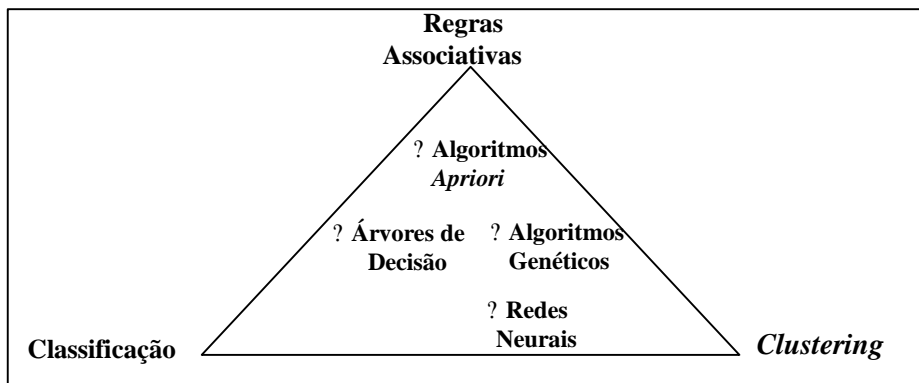 Regras
Associativas
? Algoritmos
Apriori
? Árvores de
Decisão
? Algoritmos
Genéticos
? Redes
Neurais
Classificação
Clustering